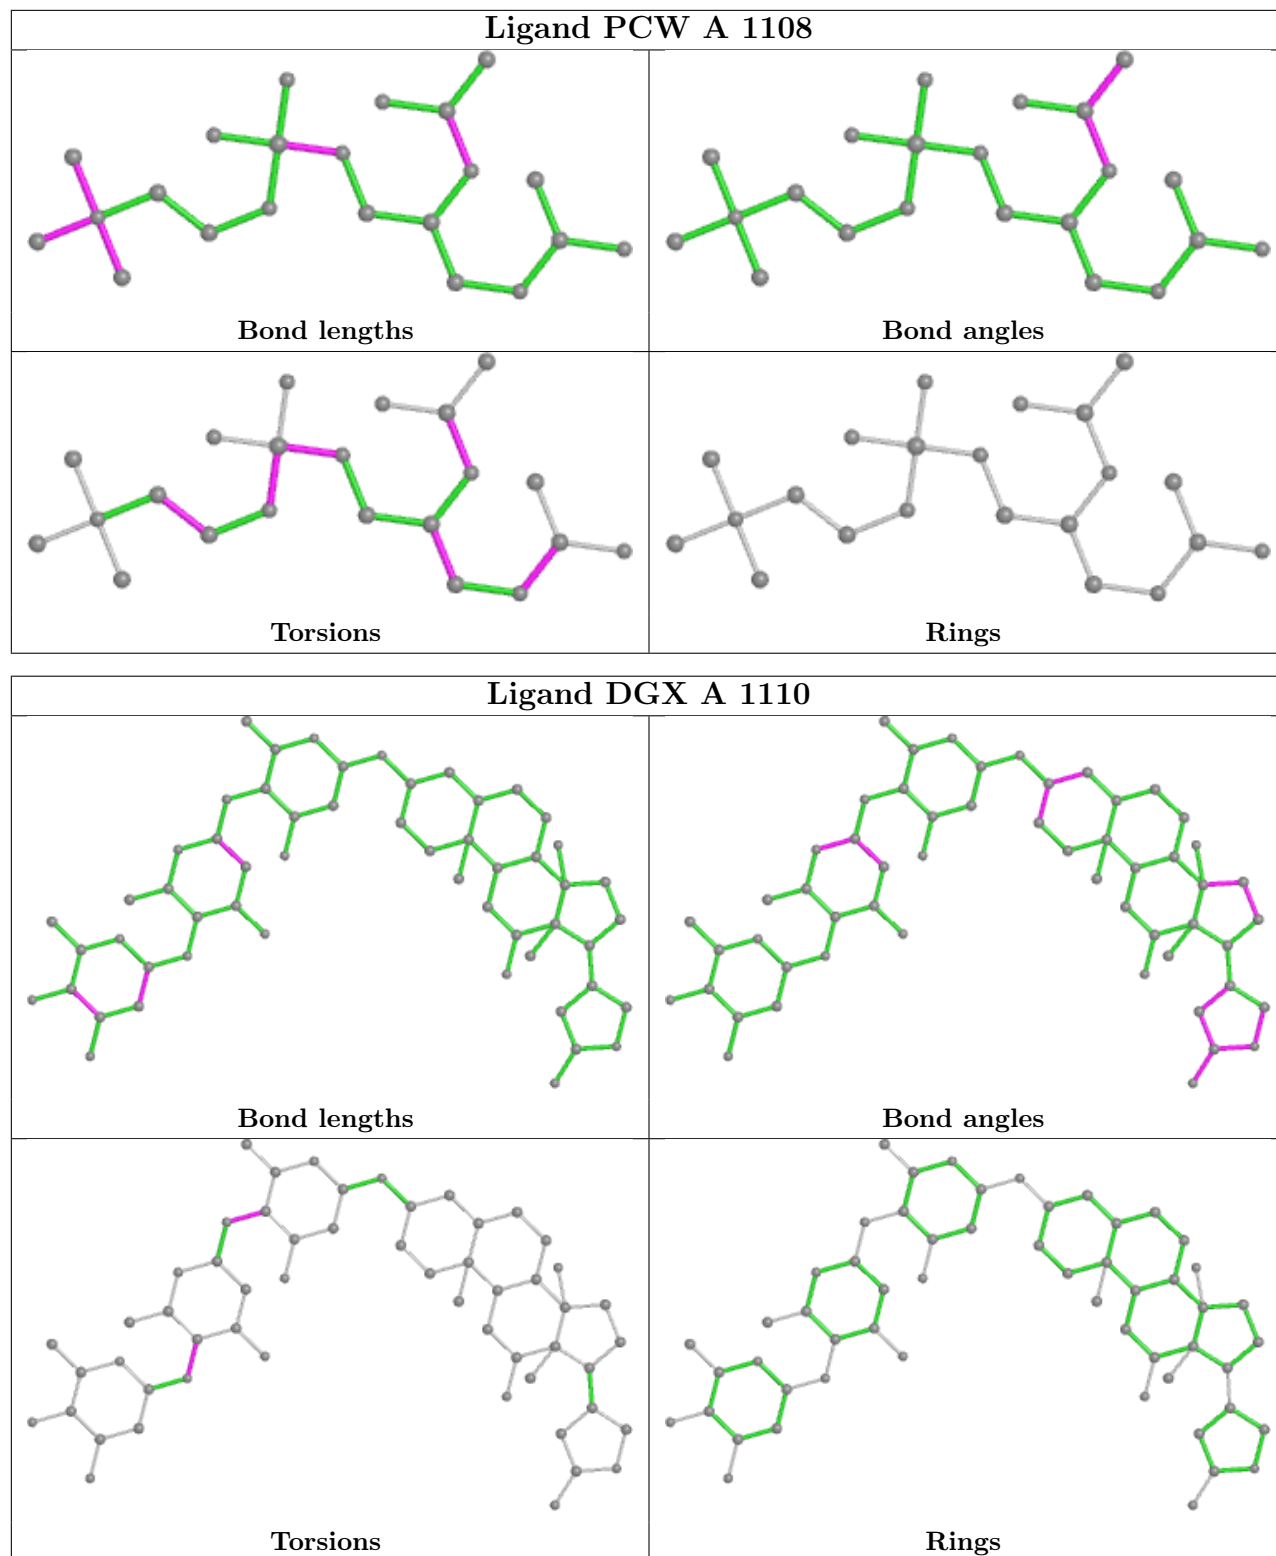 Ligand PCW A 1108
Bond lengths
Bond angles
Torsions
Rings
Ligand DGX A 1110
Bond lengths
Bond angles
Torsions
Rings